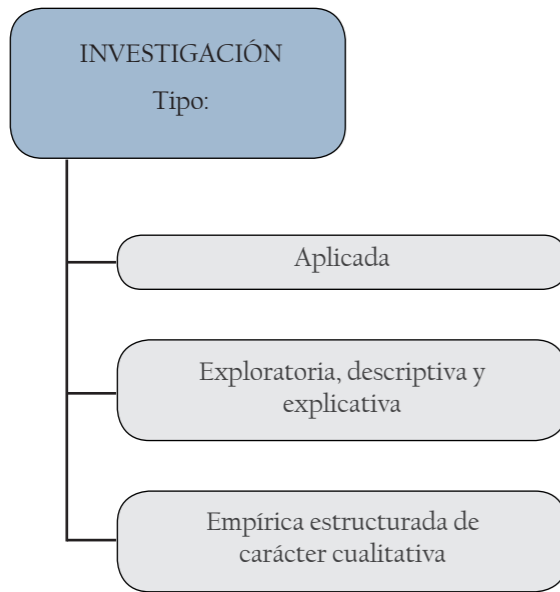 INVESTIGACIÓN
Tipo:
Aplicada
Exploratoria, descriptiva y
explicativa
Empírica estructurada de
carácter cualitativa